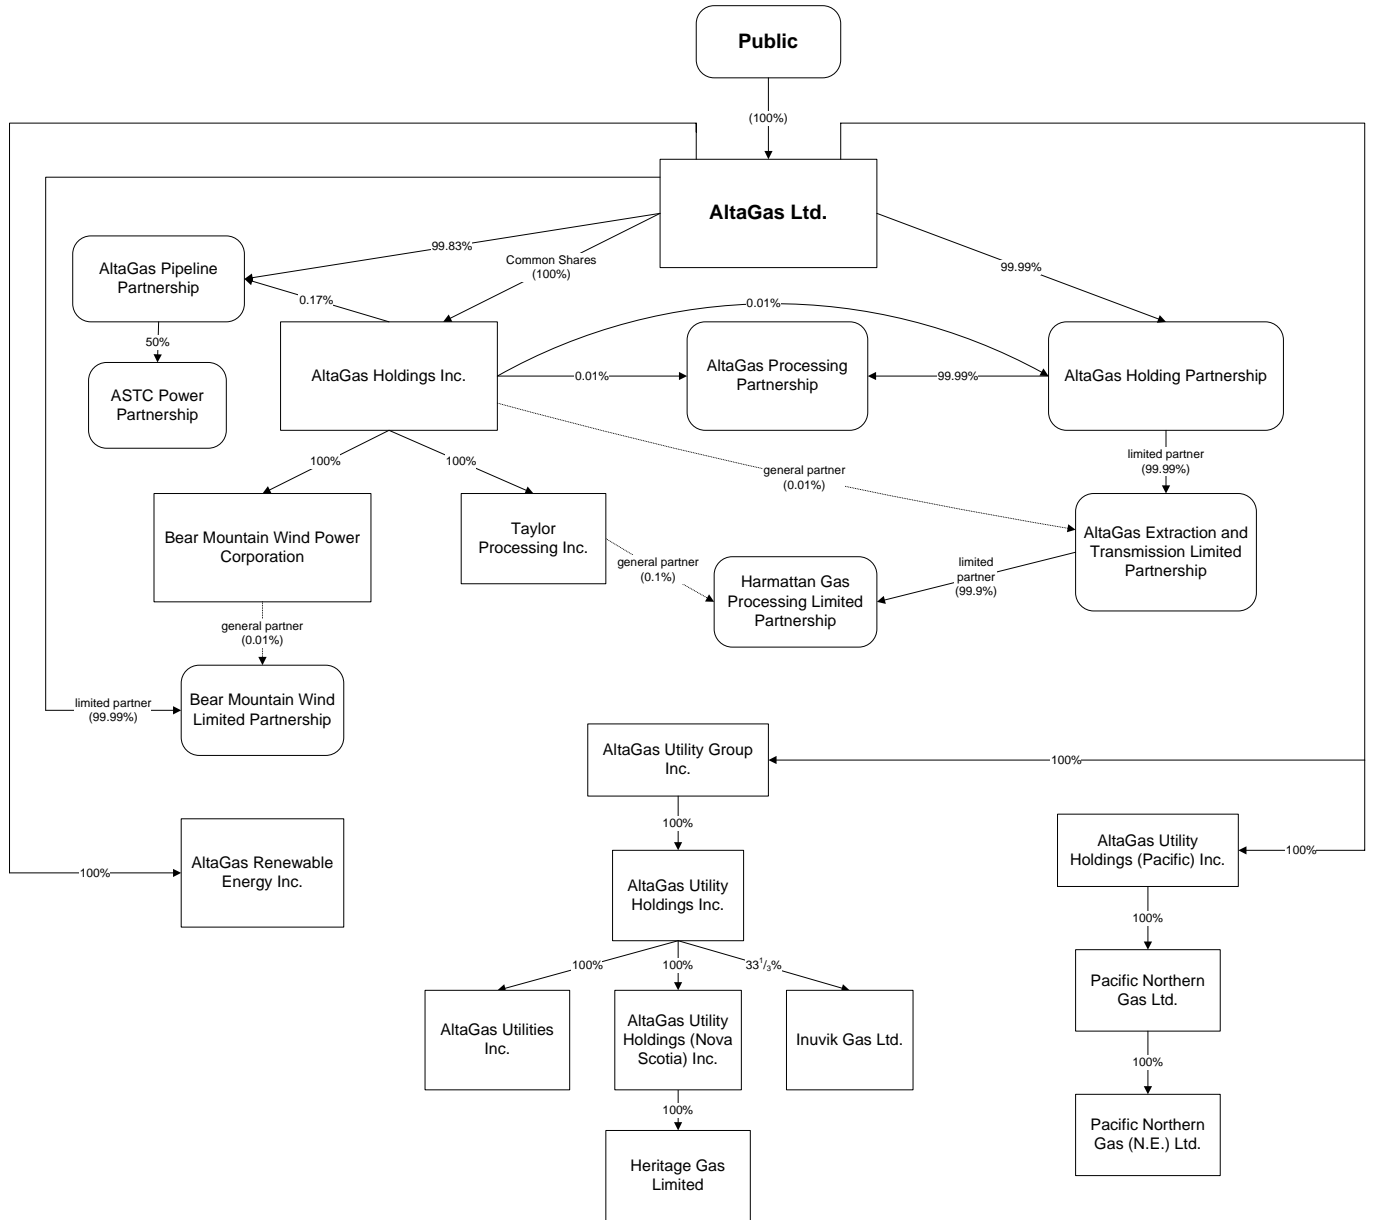 Public
(100%)
AltaGas Ltd.
99.83%
Common Shares
(100%)
99.99%
AltaGas Pipeline
Partnership
0.17%
0.01%
50%
AltaGas Holdings Inc.
0.01%
AltaGas Processing
Partnership
99.99%
AltaGas Holding Partnership
ASTC Power
Partnership
100%
100%
general partner
(0.01%)
limited partner
(99.99%)
Bear Mountain Wind Power
Corporation
Taylor
Processing Inc.
AltaGas Extraction and
Transmission Limited
Partnership
general partner
(0.1%)
Harmattan Gas
Processing Limited
Partnership
limited
partner
(99.9%)
general partner
(0.01%)
limited partner
(99.99%)
Bear Mountain Wind
Limited Partnership
AltaGas Utility Group
Inc.
100%
100%
AltaGas Renewable
Energy Inc.
100%
AltaGas Utility
Holdings (Pacific) Inc.
100%
AltaGas Utility
Holdings Inc.
100%
100%
100%
33 1/3%
Pacific Northern
Gas Ltd.
AltaGas Utilities
Inc.
AltaGas Utility
Holdings (Nova
Scotia) Inc.
Inuvik Gas Ltd.
100%
100%
Pacific Northern
Gas (N.E.) Ltd.
Heritage Gas
Limited